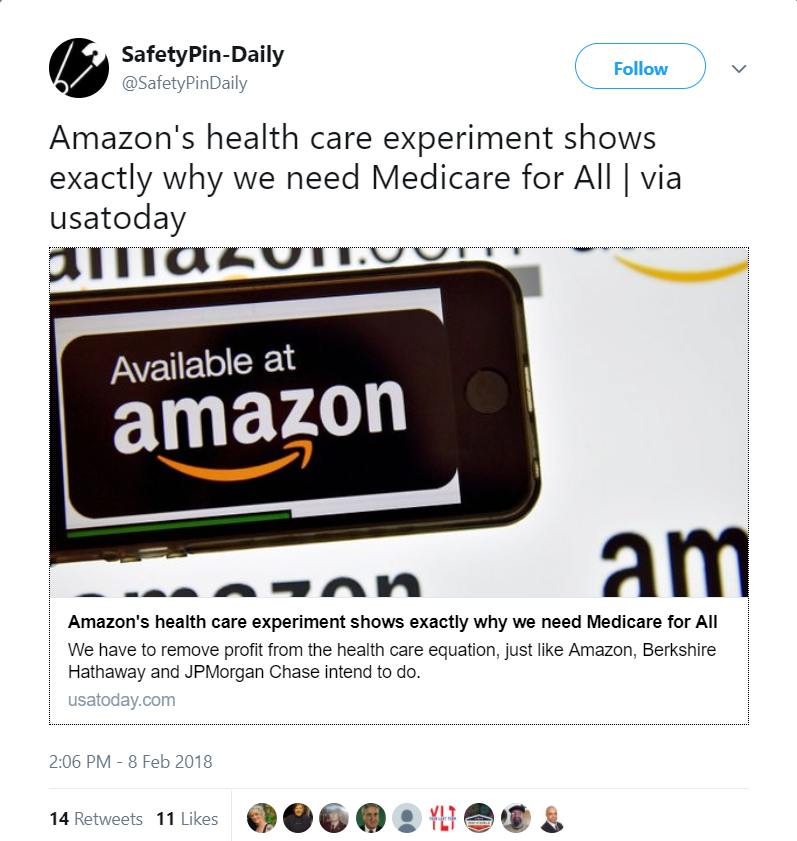 SafetyPin-Daily
@SafetyPinDaily
Follow
Amazon's health care experiment shows
exactly why we need Medicare for All | via
usatoday
amazon.com
Available at
amazon
am
amazon
Amazon's health care experiment shows exactly why we need Medicare for All
We have to remove profit from the health care equation, just like Amazon, Berkshire
Hathaway and JPMorgan Chase intend to do.
usatoday.com
2:06 PM - 8 Feb 2018
14 Retweets 11 Likes
YLT